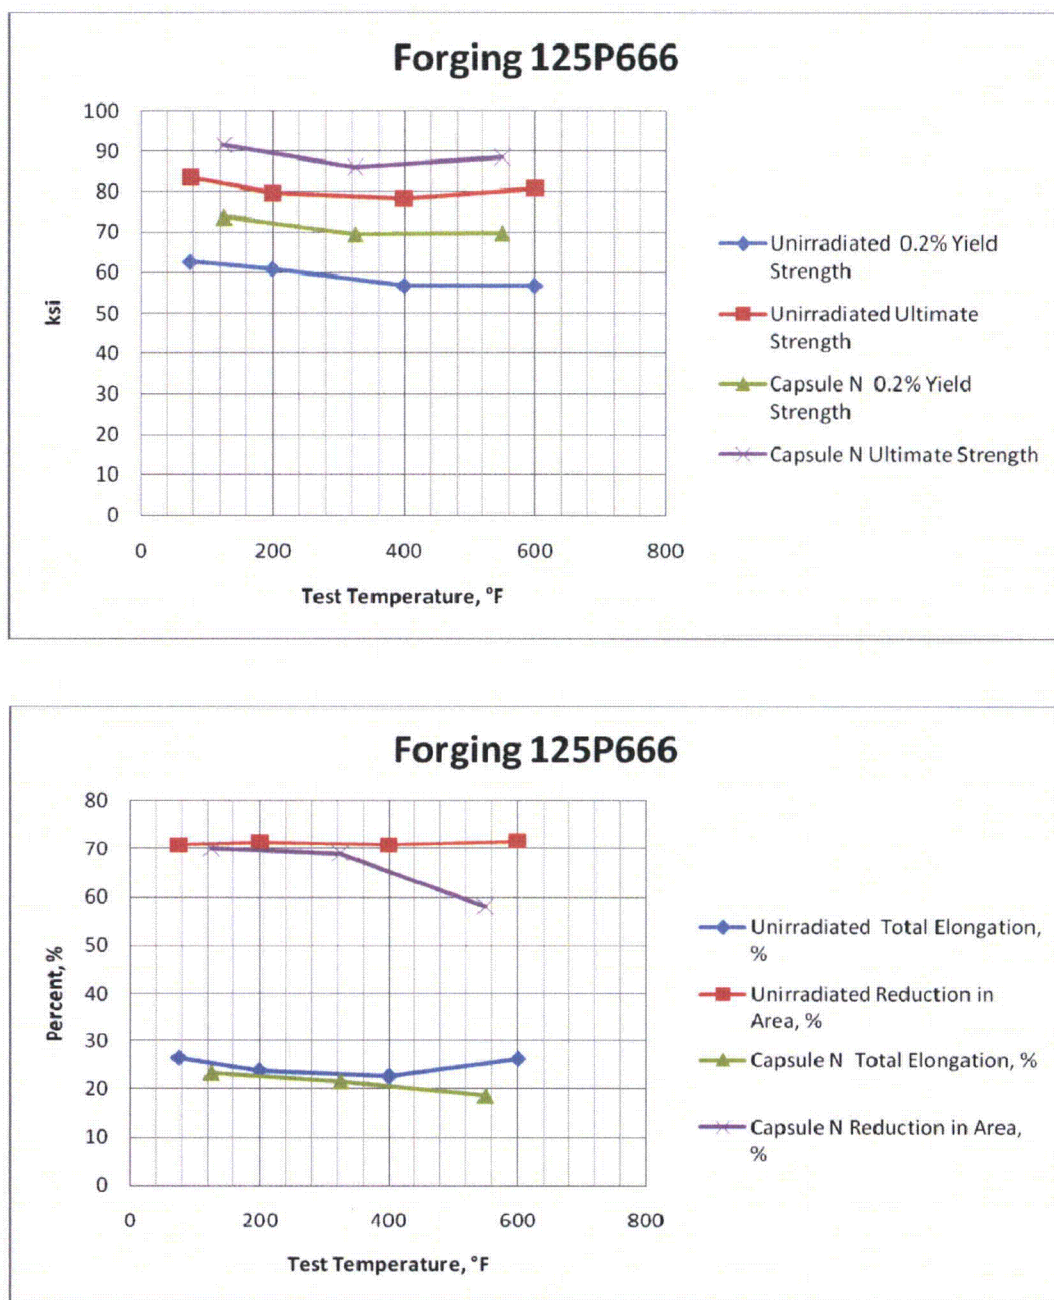 Forging 125P666
100
90
80
70
60
50
40
30
20
10
0
ksi
0 200 400 600 800
Test Temperature, °F
Unirradiated 0.2% Yield
Strength
Unirradiated Ultimate
Strength
Capsule N 0.2% Yield
Strength
Capsule N Ultimate Strength
Forging 125P666
80
70
60
50
40
30
20
10
0
Percent, %
0 200 400 600 800
Test Temperature, °F
Unirradiated Total Elongation,
%
Unirradiated Reduction in
Area, %
Capsule N Total Elongation, %
Capsule N Reduction in Area,
%